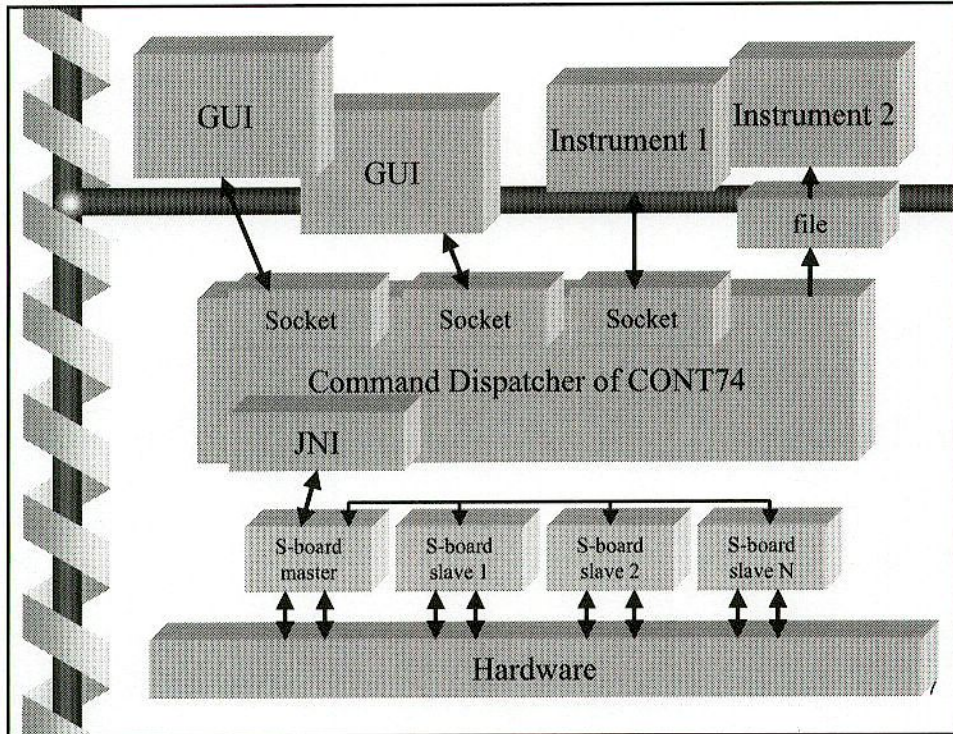 GUI
GUI
Instrument 1
Instrument 2
file
Socket
Socket
Socket
Command Dispatcher of CONT74
JNI
S-board
master
S-board
slave 1
S-board
slave 2
S-board
slave N
Hardware